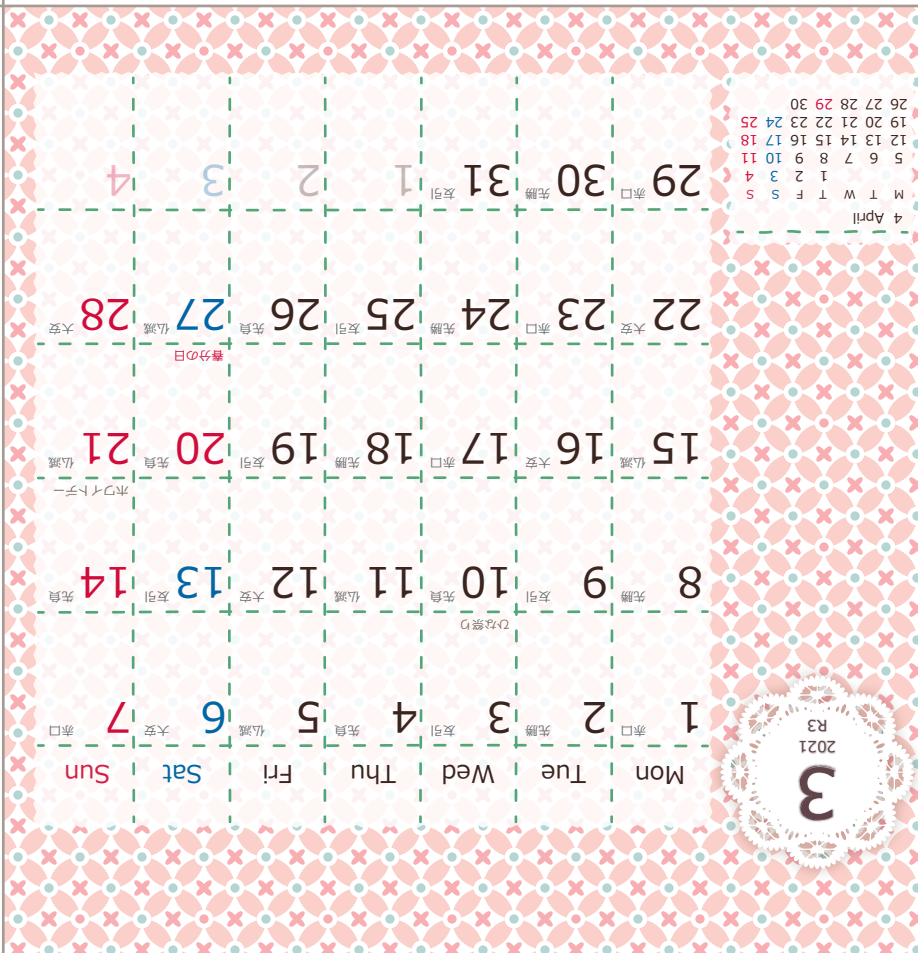 3
2021
R3
Mon Tue Wed Thu Fri Sat Sun
1 赤口 2 先勝 3 友引 4 先負 5 仏滅 6 大安 7 赤口
ひな祭り
8 先勝 9 友引 10 先負 11 仏滅 12 大安 13 友引 14 先負
ホワイトデー
15 仏滅 16 大安 17 赤口 18 先勝 19 友引 20 先負 21 仏滅
春分の日
22 大安 23 赤口 24 先勝 25 友引 26 先負 27 仏滅 28 大安
29 赤口 30 先勝 31 友引 1 2 3 4
4 April
M T W T F S S
1 2 3 4
5 6 7 8 9 10 11
12 13 14 15 16 17 18
19 20 21 22 23 24 25
26 27 28 29 30